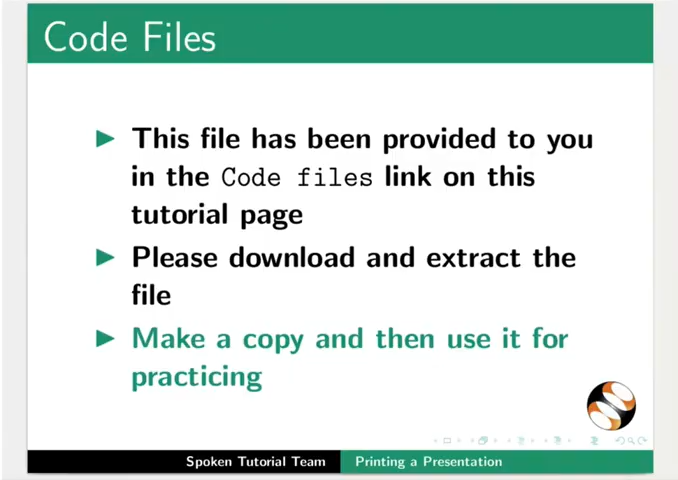 Code Files
This file has been provided to you
in the Code files link on this
tutorial page
Please download and extract the
file
Make a copy and then use it for
practicing
Spoken Tutorial Team
Printing a Presentation